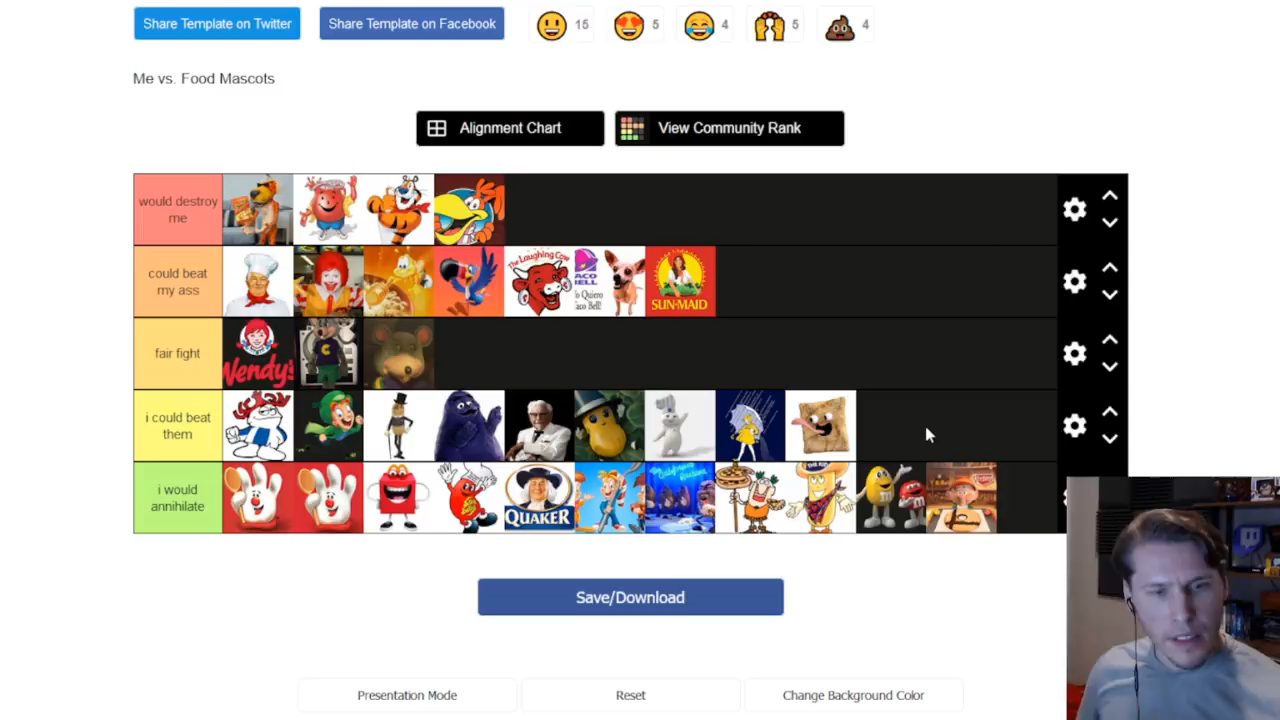 Share Template on Twitter
Share Template on Facebook
15
5
4
5
4
Me vs. Food Mascots
Alignment Chart
View Community Rank
would destroy
me
could beat
my ass
The Laughing Cow
TACO
BELL
Quiero
Taco Bell!
SUN-MAID
fair fight
Wendy's
C
i could beat
them
i would
annihilate
QUAKER
Save/Download
Presentation Mode
Reset
Change Background Color